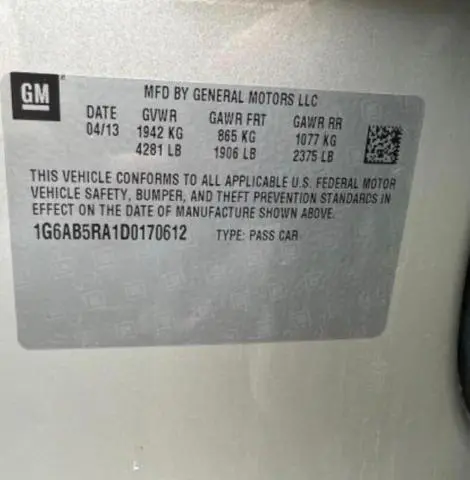 GM
MFD BY GENERAL MOTORS LLC
DATE GVWR GAWR FRT GAWR RR
04/13 1942 KG 865 KG 1077 KG
4281 LB 1906 LB 2375 LB
THIS VEHICLE CONFORMS TO ALL APPLICABLE U.S. FEDERAL MOTOR
VEHICLE SAFETY, BUMPER, AND THEFT PREVENTION STANDARDS IN
EFFECT ON THE DATE OF MANUFACTURE SHOWN ABOVE.
1G6AB5RA1D0170612 TYPE: PASS CAR